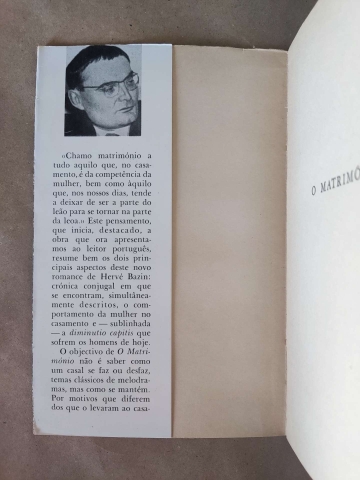 «Chamo matrimónio a
tudo aquilo que, no casa-
mento, é da competência da
mulher, bem como àquilo
que, nos nossos dias, tende
a deixar de ser a parte do
leão para se tornar na parte
da leoa.» Este pensamento,
que inicia, destacado, a
obra que ora apresenta-
mos ao leitor português,
resume bem os dois prin-
cipais aspectos deste novo
romance de Hervé Bazin:
crónica conjugal em que
se encontram, simultânea-
mente descritos, o com-
portamento da mulher no
casamento e — sublinhada
— a diminutio capitis que
sofrem os homens de hoje.
O objectivo de O Matri-
mónio não é saber como
um casal se faz ou desfaz,
temas clássicos de melodra-
mas, mas como se mantém.
Por motivos que diferem
dos que o levaram ao casa-
O MATRIMÓ